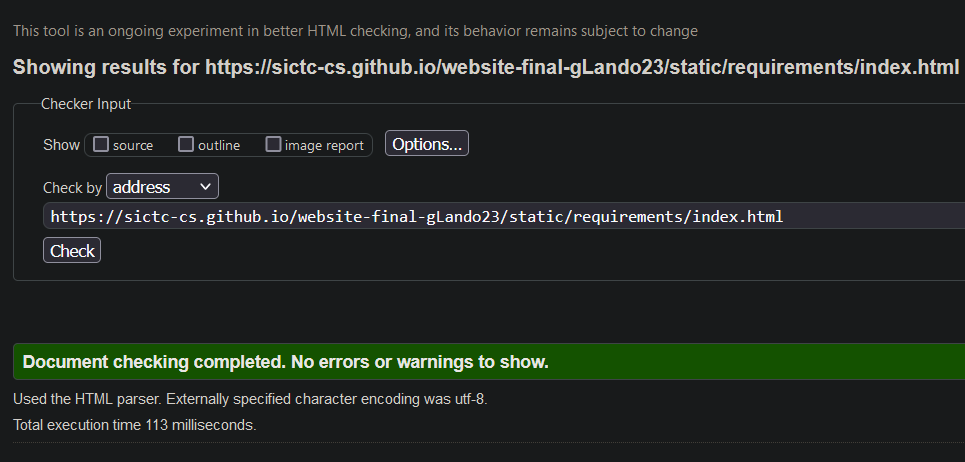 This tool is an ongoing experiment in better HTML checking, and its behavior remains subject to change
Showing results for https://sictc-cs.github.io/website-final-gLando23/static/requirements/index.html
Checker Input
Show source outline image report Options...
Check by address
https://sictc-cs.github.io/website-final-gLando23/static/requirements/index.html
Check
Document checking completed. No errors or warnings to show.
Used the HTML parser. Externally specified character encoding was utf-8.
Total execution time 113 milliseconds.